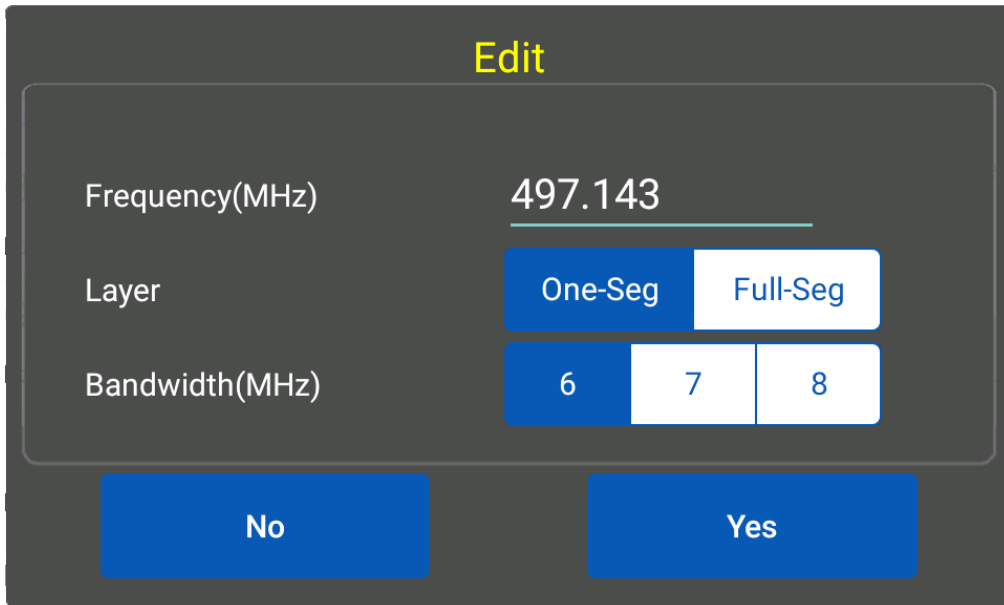 Edit
Frequency(MHz) 497.143
Layer One-Seg Full-Seg
Bandwidth(MHz) 6 7 8
No Yes